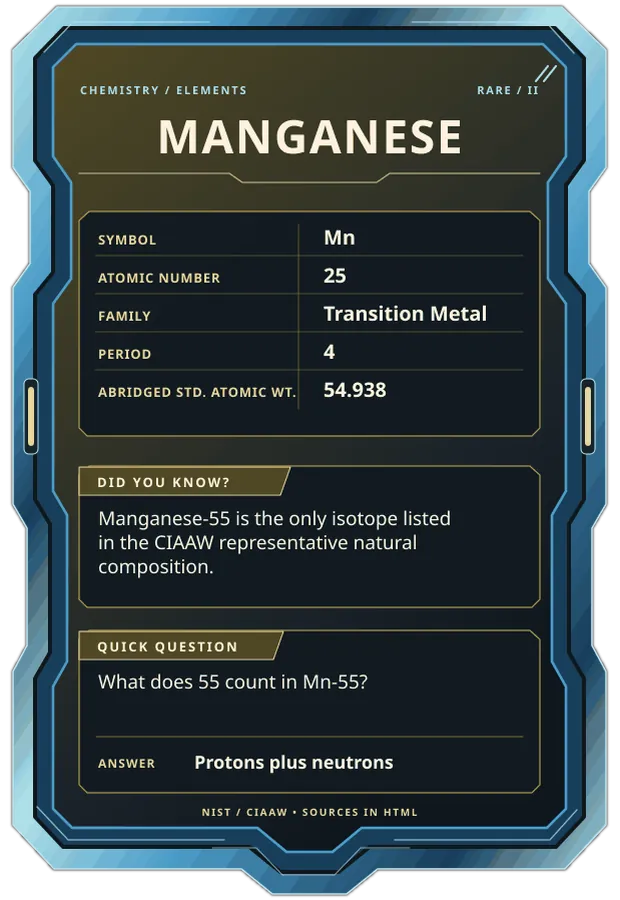 CHEMISTRY / ELEMENTS RARE / II
MANGANESE
SYMBOL Mn
ATOMIC NUMBER 25
FAMILY Transition Metal
PERIOD 4
ABRIDGED STD. ATOMIC WT. 54.938
DID YOU KNOW?
Manganese-55 is the only isotope listed
in the CIAAW representative natural
composition.
QUICK QUESTION
What does 55 count in Mn-55?
ANSWER Protons plus neutrons
NIST / CIAAW • SOURCES IN HTML